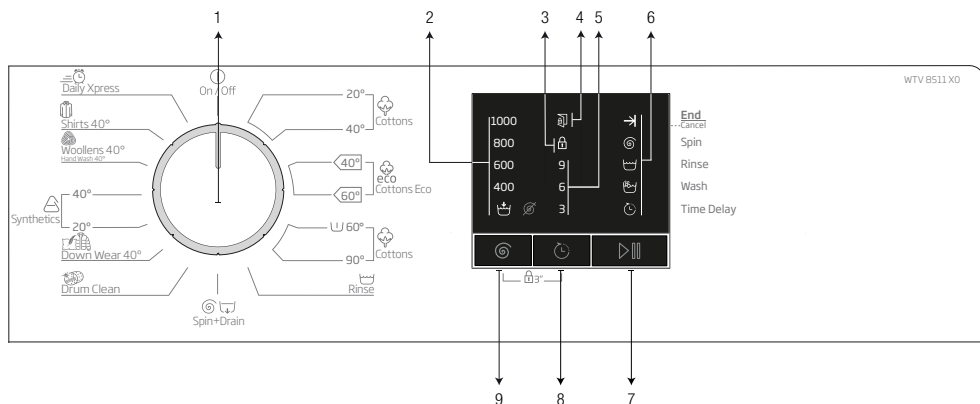 1
2
3
4
5
6
WTV 8511 X0
On / Off
Daily Xpress
Shirts 40°
Woollens 40°
Hand Wash 40°
40°
Synthetics
20°
Down Wear 40°
Drum Clean
Spin+Drain
20°
Cottons
40°
40°
eco
Cottons Eco
60°
60°
Cottons
90°
Rinse
1000
800
600
400
9
6
3
End
Cancel
Spin
Rinse
Wash
Time Delay
3"
9
8
7